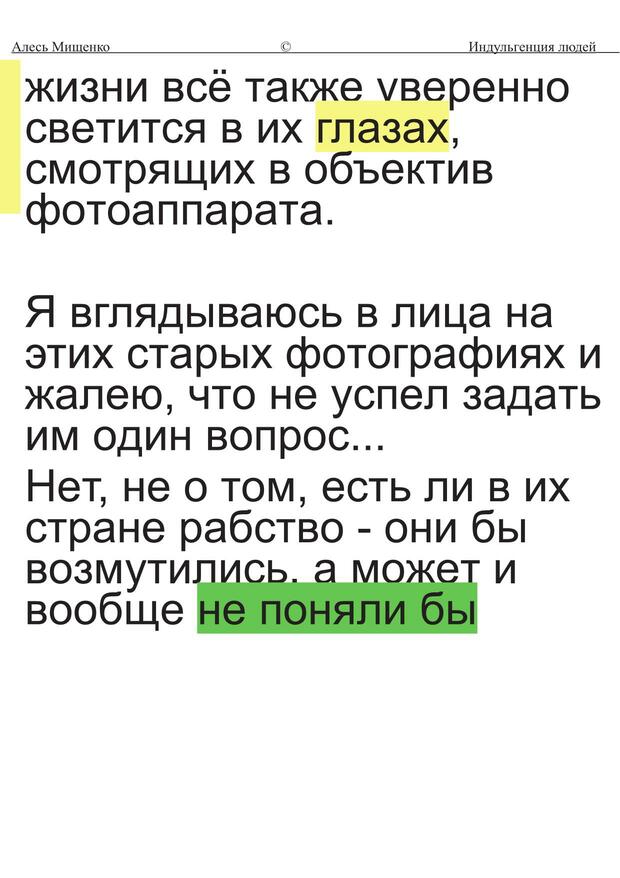 Алесь Мищенко © Индульгенция людей
жизни всё также уверенно
светится в их глазах,
смотрящих в объектив
фотоаппарата.
Я вглядываюсь в лица на
этих старых фотографиях и
жалею, что не успел задать
им один вопрос...
Нет, не о том, есть ли в их
стране рабство - они бы
возмутились, а может и
вообще не поняли бы